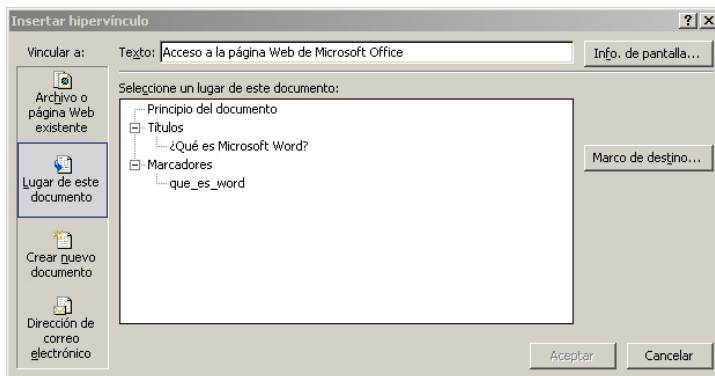 Insertar hipervínculo
Vincular a:
Texto: Acceso a la página Web de Microsoft Office
Info. de pantalla...
Archivo o
página Web
existente
Lugar de este
documento
Crear nuevo
documento
Dirección de
correo
electrónico
Seleccione un lugar de este documento:
Principio del documento
Títulos
¿Qué es Microsoft Word?
Marcadores
que_es_word
Marco de destino...
Aceptar
Cancelar